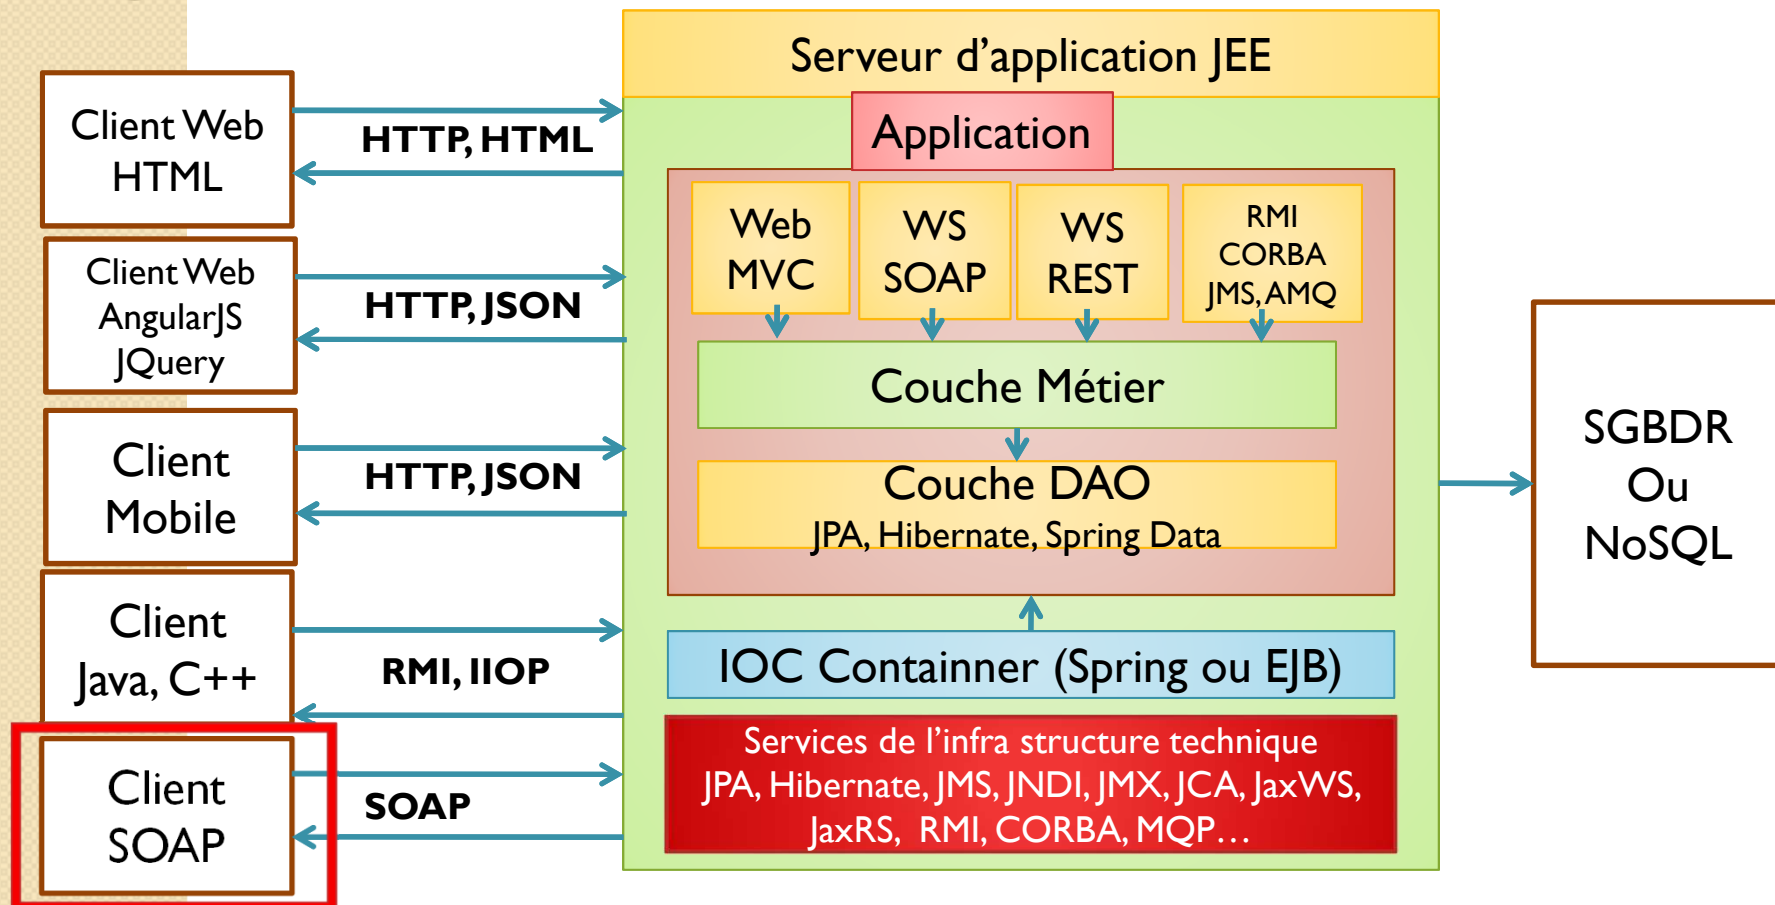 Serveur d’application JEE
Application
Client Web
HTML
HTTP, HTML
Client Web
AngularJS
JQuery
HTTP, JSON
Client
Mobile
HTTP, JSON
Client
Java, C++
RMI, IIOP
Client
SOAP
SOAP
Web
MVC
WS
SOAP
WS
REST
RMI
CORBA
JMS, AMQ
Couche Métier
Couche DAO
JPA, Hibernate, Spring Data
IOC Containner (Spring ou EJB)
Services de l’infra structure technique
JPA, Hibernate, JMS, JNDI, JMX, JCA, JaxWS,
JaxRS, RMI, CORBA, MQP…
SGBDR
Ou
NoSQL